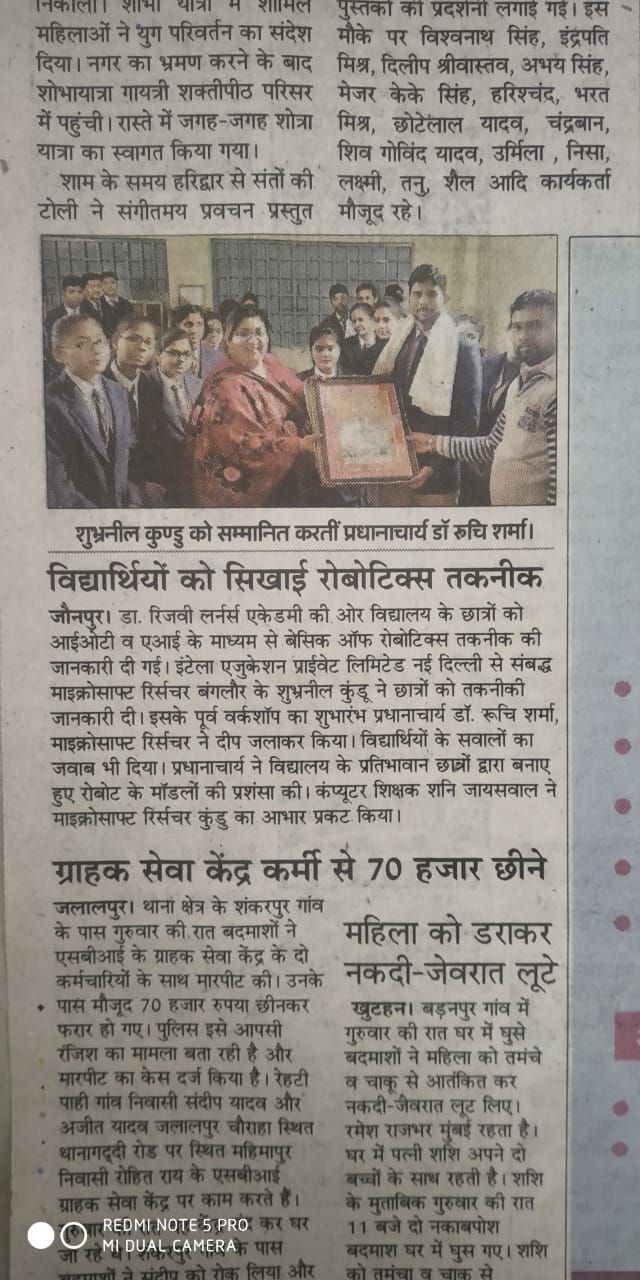 निकाली। शोभा यात्रा में शामिल
महिलाओं ने युग परिवर्तन का संदेश
दिया। नगर का भ्रमण करने के बाद
शोभायात्रा गायत्री शक्तिपीठ परिसर
में पहुंची। रास्ते में जगह-जगह शोत्रा
यात्रा का स्वागत किया गया।
शाम के समय हरिद्वार से संतों की
टोली ने संगीतमय प्रवचन प्रस्तुत
पुस्तकों की प्रदर्शनी लगाई गई। इस
मौके पर विश्वनाथ सिंह, इंद्रपति
मिश्र, दिलीप श्रीवास्तव, अभय सिंह,
मेजर केके सिंह, हरिश्चंद, भरत
मिश्र, छोटेलाल यादव, चंद्रबान,
शिव गोविंद यादव, उर्मिला , निसा,
लक्ष्मी, तनु, शैल आदि कार्यकर्ता
मौजूद रहे।
शुभ्रनील कुण्डु को सम्मानित करतीं प्रधानाचार्य डॉ रूचि शर्मा।
विद्यार्थियों को सिखाई रोबोटिक्स तकनीक
जौनपुर। डा. रिजवी लर्नर्स एकेडमी की ओर विद्यालय के छात्रों को
आईओटी व एआई के माध्यम से बेसिक ऑफ रोबोटिक्स तकनीक की
जानकारी दी गई। इंटेला एजुकेशन प्राईवेट लिमिटेड नई दिल्ली से संबद्ध
माइक्रोसाफ्ट रिर्सचर बंगलौर के शुभ्रनील कुंडू ने छात्रों को तकनीकी
जानकारी दी। इसके पूर्व वर्कशॉप का शुभारंभ प्रधानाचार्य डॉ. रूचि शर्मा,
माइक्रोसाफ्ट रिर्सचर ने दीप जलाकर किया। विद्यार्थियों के सवालों का
जवाब भी दिया। प्रधानाचार्य ने विद्यालय के प्रतिभावान छात्रों द्वारा बनाए
हुए रोबोट के मॉडलों की प्रशंसा की। कंप्यूटर शिक्षक शनि जायसवाल ने
माइक्रोसाफ्ट रिर्सचर कुंडु का आभार प्रकट किया।
ग्राहक सेवा केंद्र कर्मी से 70 हजार छीने
जलालपुर। थाना क्षेत्र के शंकरपुर गांव
के पास गुरुवार की रात बदमाशों ने
एसबीआई के ग्राहक सेवा केंद्र के दो
कर्मचारियों के साथ मारपीट की। उनके
पास मौजूद 70 हजार रुपया छीनकर
फरार हो गए। पुलिस इसे आपसी
रंजिश का मामला बता रही है और
मारपीट का केस दर्ज किया है। रेहटी
पाही गांव निवासी संदीप यादव और
अजीत यादव जलालपुर चौराहा स्थित
थानागद्दी रोड पर स्थित महिमापुर
निवासी रोहित राय के एसबीआई
ग्राहक सेवा केंद्र पर काम करते हैं।
गुरुवार की रात कर घर
जा रहे थे। शंकरपुर के पास
बदमाशों ने संदीप को रोक लिया और
महिला को डराकर
नकदी-जेवरात लूटे
खुटहन। बड़नपुर गांव में
गुरुवार की रात घर में घुसे
बदमाशों ने महिला को तमंचे
व चाकू से आतंकित कर
नकदी-जेवरात लूट लिए।
रमेश राजभर मुंबई रहता है।
घर में पत्नी शशि अपने दो
बच्चों के साथ रहती है। शशि
के मुताबिक गुरुवार की रात
11 बजे दो नकाबपोश
बदमाश घर में घुस गए। शशि
को तमंचा व चाकू से
REDMI NOTE 5 PRO
MI DUAL CAMERA